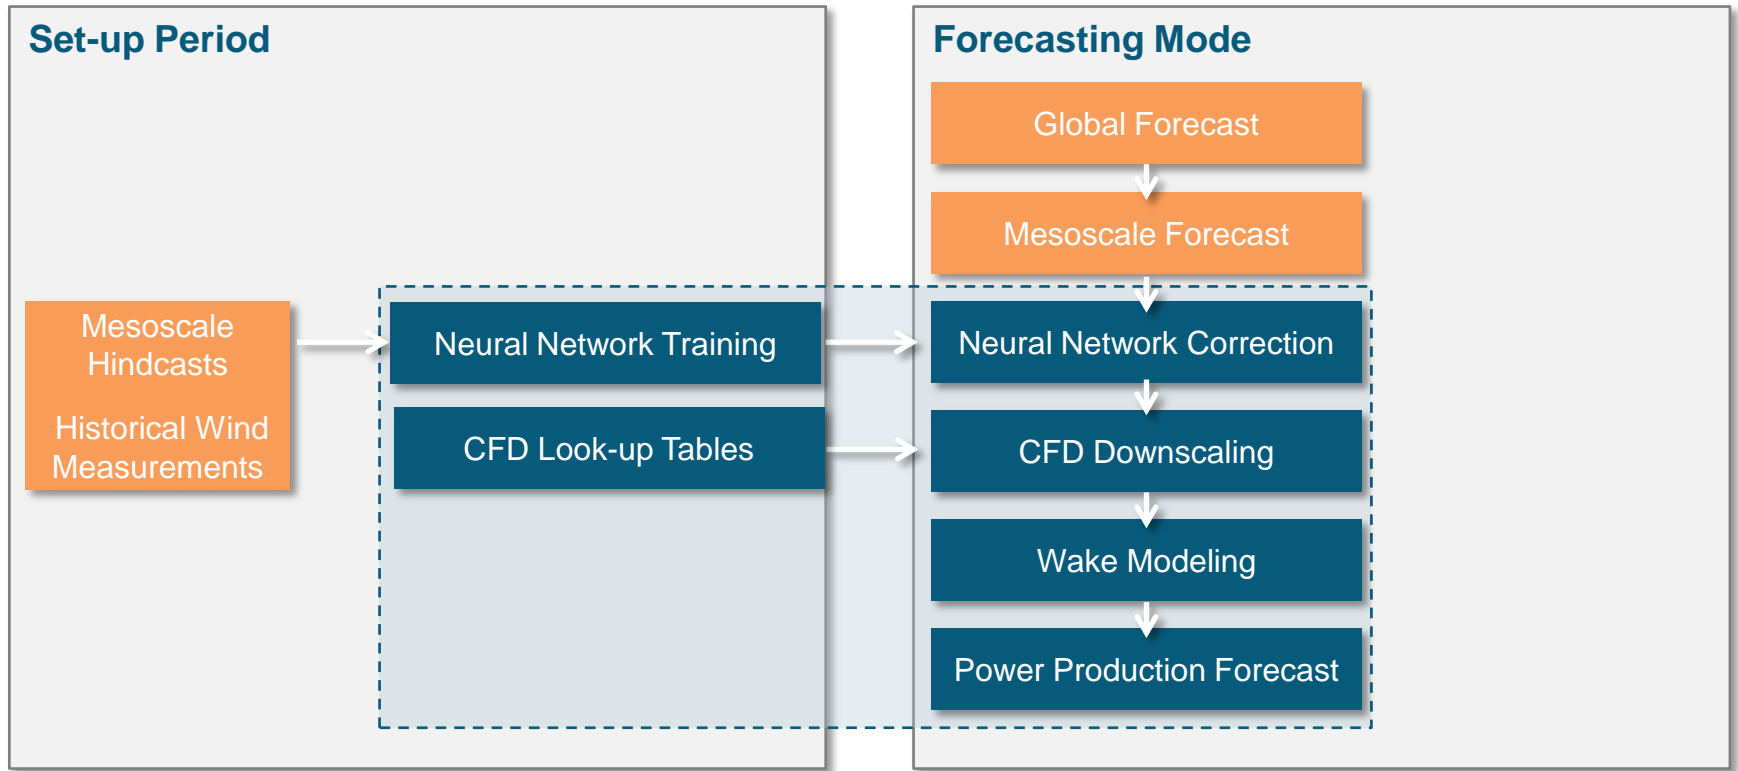 Set-up Period
Mesoscale
Hindcasts
Historical Wind
Measurements
Neural Network Training
CFD Look-up Tables
Forecasting Mode
Global Forecast
Mesoscale Forecast
Neural Network Correction
CFD Downscaling
Wake Modeling
Power Production Forecast